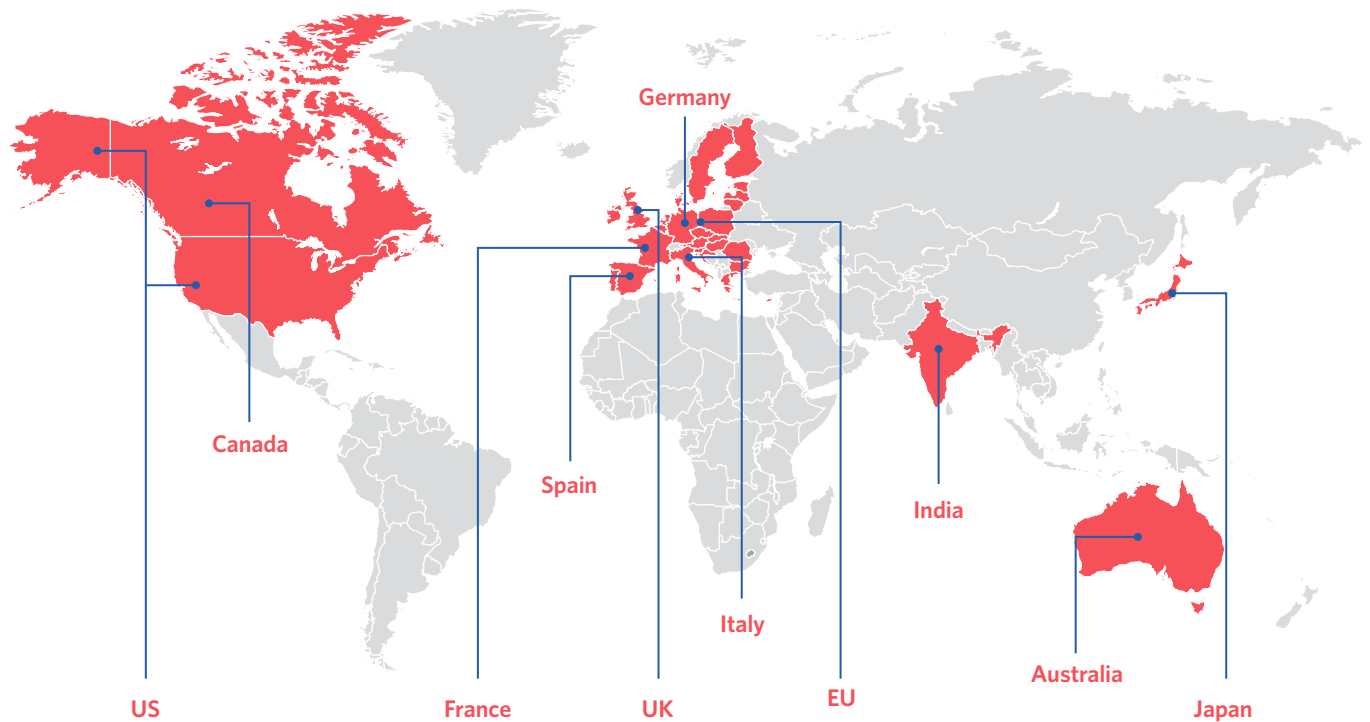 Germany
Canada
Spain
India
Italy
Australia
US
France
UK
EU
Japan